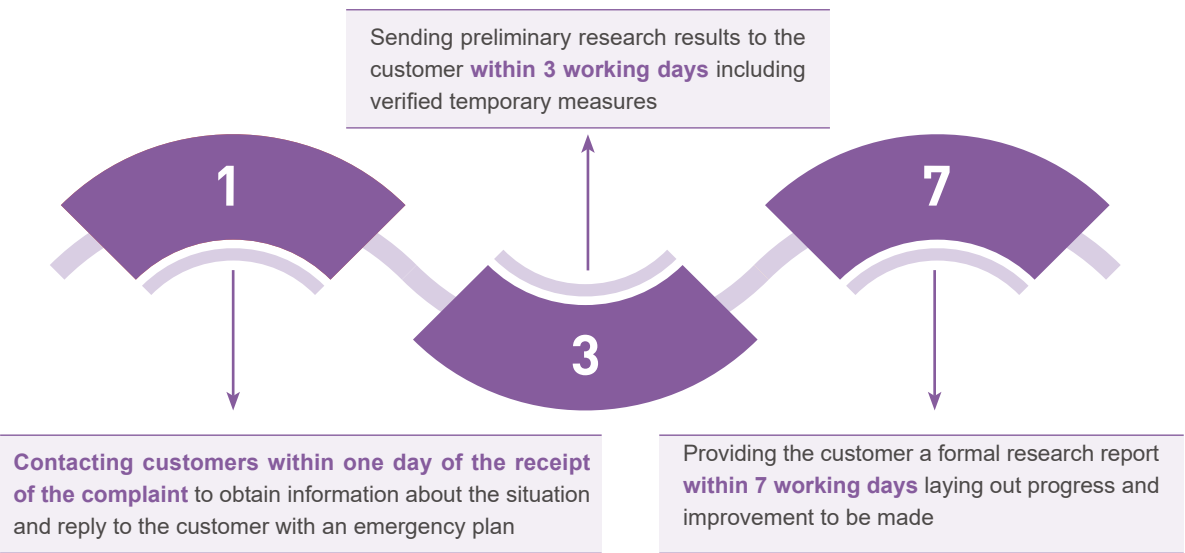 Sending preliminary research results to the
customer within 3 working days including
verified temporary measures
1
7
3
Contacting customers within one day of the receipt
of the complaint to obtain information about the situation
and reply to the customer with an emergency plan
Providing the customer a formal research report
within 7 working days laying out progress and
improvement to be made